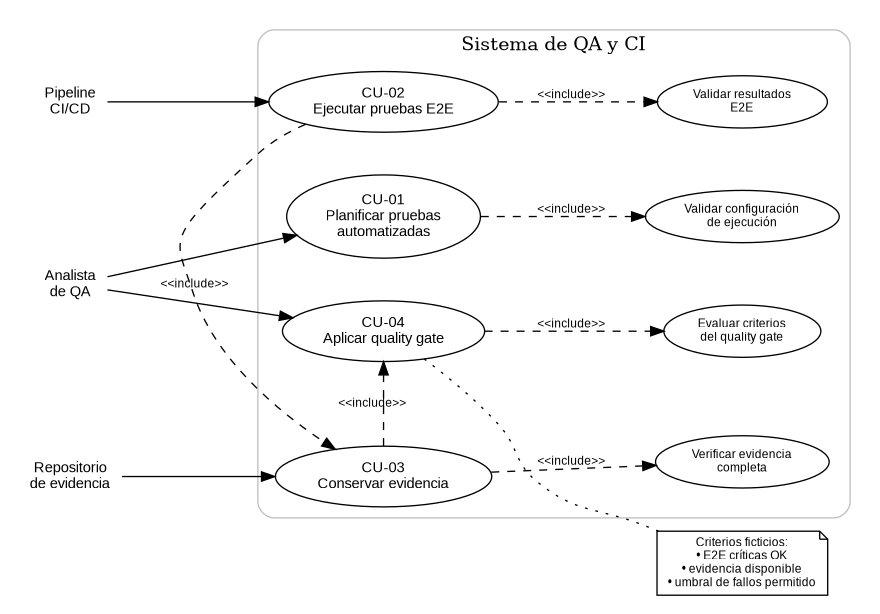 Sistema de QA y CI
Pipeline
CI/CD
CU-02
Ejecutar pruebas E2E
<<include>>
Validar resultados
E2E
CU-01
Planificar pruebas
automatizadas
<<include>>
Validar configuración
de ejecución
Analista
de QA
<<include>>
CU-04
Aplicar quality gate
<<include>>
Evaluar criterios
del quality gate
<<include>>
Repositorio
de evidencia
CU-03
Conservar evidencia
<<include>>
Verificar evidencia
completa
Criterios ficticios:
• E2E críticas OK
• evidencia disponible
• umbral de fallos permitido